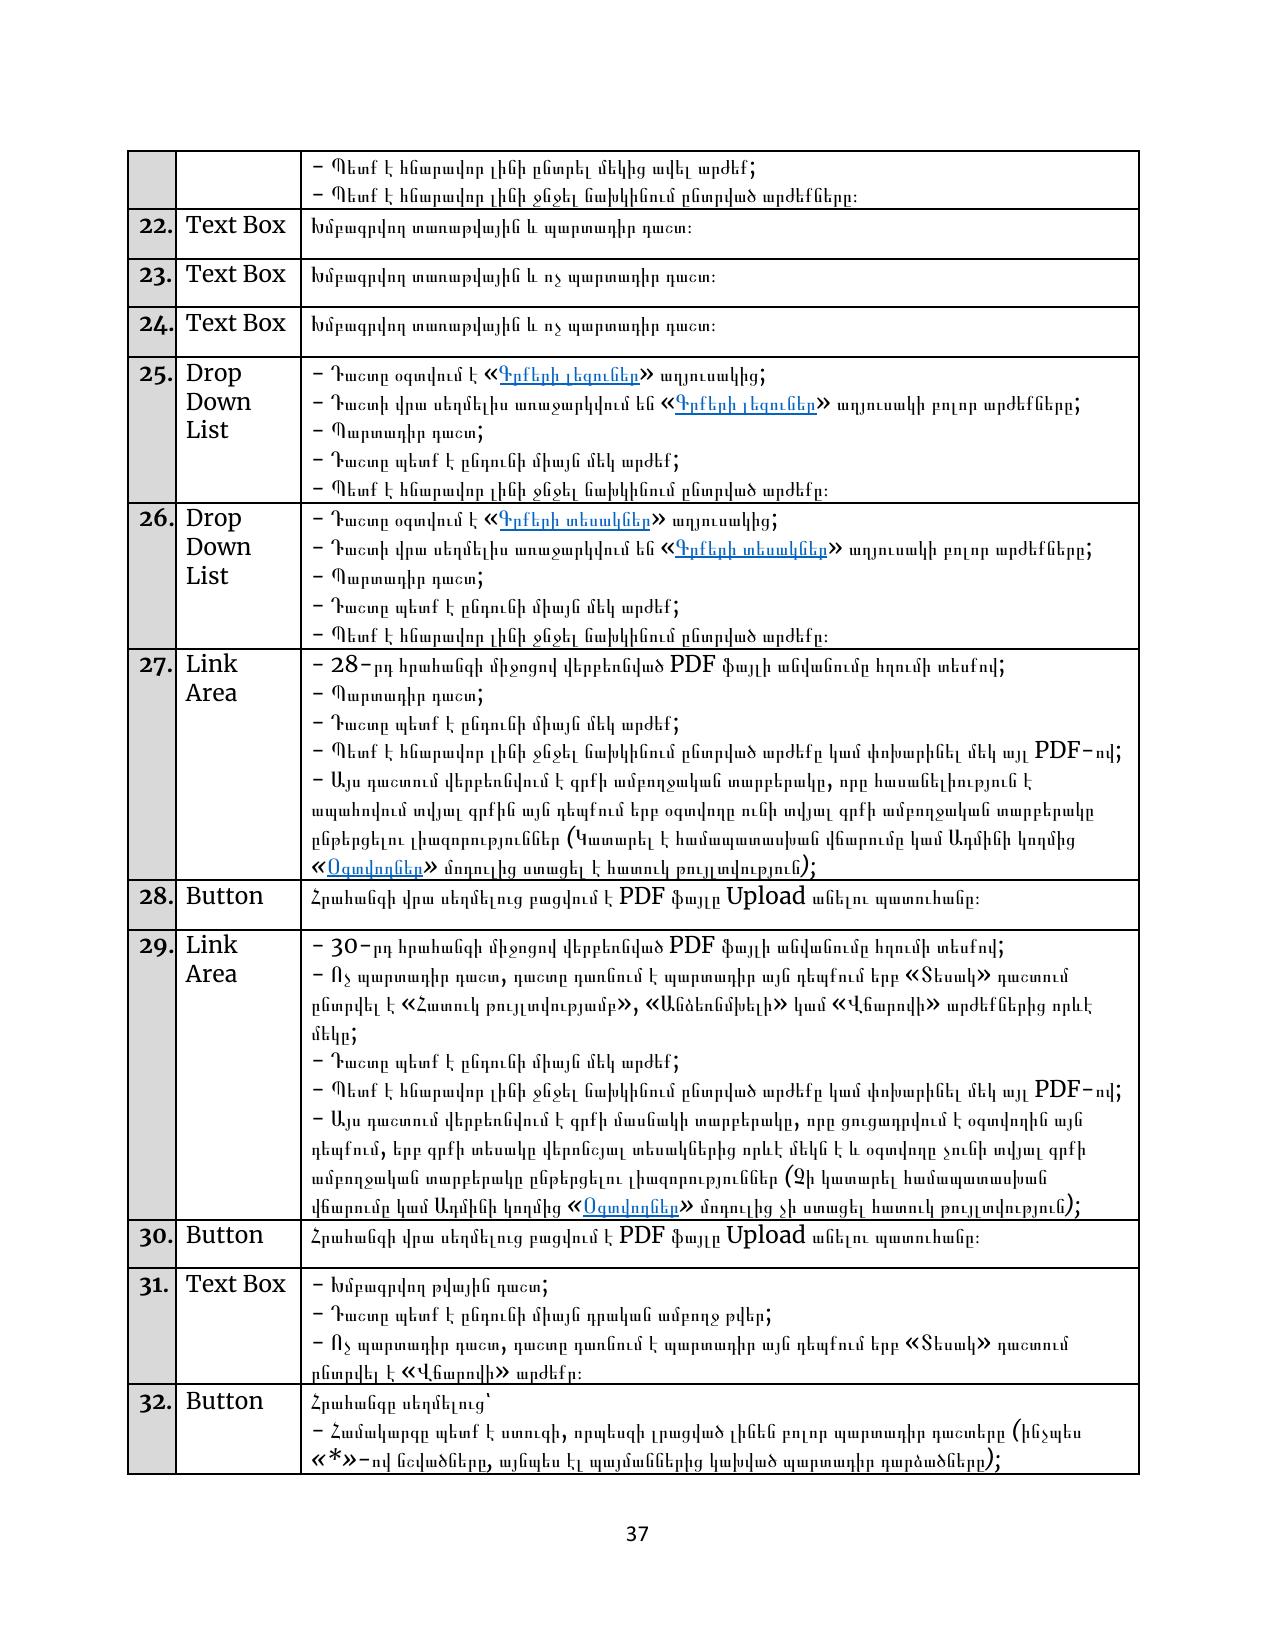 - Պետք է հնարավոր լինի ընտրել մեկից ավել արժեք;
- Պետք է հնարավոր լինի ջնջել նախկինում ընտրված արժեքները:
22. Text Box Խմբագրվող տառաթվային և պարտադիր դաշտ:
23. Text Box Խմբագրվող տառաթվային և ոչ պարտադիր դաշտ:
24. Text Box Խմբագրվող տառաթվային և ոչ պարտադիր դաշտ:
25. Drop - Դաշտը օգտվում է «Գրքերի լեզուներ» աղյուսակից;
Down - Դաշտի վրա սեղմելիս առաջարկվում են «Գրքերի լեզուներ» աղյուսակի բոլոր արժեքները;
List - Պարտադիր դաշտ;
- Դաշտը պետք է ընդունի միայն մեկ արժեք;
- Պետք է հնարավոր լինի ջնջել նախկինում ընտրված արժեքը:
26. Drop - Դաշտը օգտվում է «Գրքերի տեսակներ» աղյուսակից;
Down - Դաշտի վրա սեղմելիս առաջարկվում են «Գրքերի տեսակներ» աղյուսակի բոլոր արժեքները;
List - Պարտադիր դաշտ;
- Դաշտը պետք է ընդունի միայն մեկ արժեք;
- Պետք է հնարավոր լինի ջնջել նախկինում ընտրված արժեքը:
27. Link - 28-րդ հրահանգի միջոցով վերբեռնված PDF ֆայլի անվանումը հղումի տեսքով;
Area - Պարտադիր դաշտ;
- Դաշտը պետք է ընդունի միայն մեկ արժեք;
- Պետք է հնարավոր լինի ջնջել նախկինում ընտրված արժեքը կամ փոխարինել մեկ այլ PDF-ով;
- Այս դաշտում վերբեռնվում է գրքի ամբողջական տարբերակը, որը հասանելիություն է
ապահովում տվյալ գրքին այն դեպքում երբ օգտվողը ունի տվյալ գրքի ամբողջական տարբերակը
ընթերցելու լիազորություններ (Կատարել է համապատասխան վճարումը կամ Ադմինի կողմից
«Օգտվողներ» մոդուլից ստացել է հատուկ թույլտվություն);
28. Button Հրահանգի վրա սեղմելուց բացվում է PDF ֆայլը Upload անելու պատուհանը:
29. Link - 30-րդ հրահանգի միջոցով վերբեռնված PDF ֆայլի անվանումը հղումի տեսքով;
Area - Ոչ պարտադիր դաշտ, դաշտը դառնում է պարտադիր այն դեպքում երբ «Տեսակ» դաշտում
ընտրվել է «Հատուկ թույլտվությամբ», «Անձեռնմխելի» կամ «Վճարովի» արժեքներից որևէ
մեկը;
- Դաշտը պետք է ընդունի միայն մեկ արժեք;
- Պետք է հնարավոր լինի ջնջել նախկինում ընտրված արժեքը կամ փոխարինել մեկ այլ PDF-ով;
- Այս դաշտում վերբեռնվում է գրքի մասնակի տարբերակը, որը ցուցադրվում է օգտվողին այն
դեպքում, երբ գրքի տեսակը վերոնշյալ տեսակներից որևէ մեկն է և օգտվողը չունի տվյալ գրքի
ամբողջական տարբերակը ընթերցելու լիազորություններ (Չի կատարել համապատասխան
վճարումը կամ Ադմինի կողմից «Օգտվողներ» մոդուլից չի ստացել հատուկ թույլտվություն);
30. Button Հրահանգի վրա սեղմելուց բացվում է PDF ֆայլը Upload անելու պատուհանը:
31. Text Box - Խմբագրվող թվային դաշտ;
- Դաշտը պետք է ընդունի միայն դրական ամբողջ թվեր;
- Ոչ պարտադիր դաշտ, դաշտը դառնում է պարտադիր այն դեպքում երբ «Տեսակ» դաշտում
ընտրվել է «Վճարովի» արժեքը:
32. Button Հրահանգը սեղմելուց՝
- Համակարգը պետք է ստուգի, որպեսզի լրացված լինեն բոլոր պարտադիր դաշտերը (ինչպես
«*»-ով նշվածները, այնպես էլ պայմաններից կախված պարտադիր դարձածները);
37